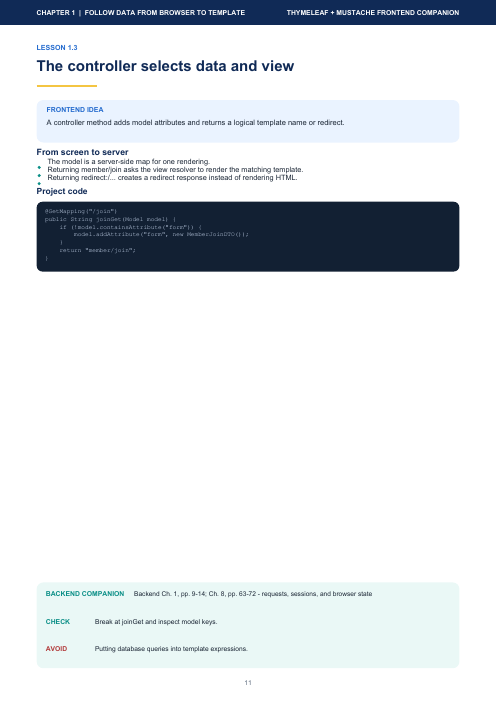 CHAPTER 1 | FOLLOW DATA FROM BROWSER TO TEMPLATE    THYMELEAF + MUSTACHE FRONTEND COMPANION
LESSON 1.3
The controller selects data and view
FRONTEND IDEA
A controller method adds model attributes and returns a logical template name or redirect.
From screen to server
The model is a server-side map for one rendering.
Returning member/join asks the view resolver to render the matching template.
Returning redirect:/... creates a redirect response instead of rendering HTML.
Project code
@GetMapping("/join")
public String joinGet(Model model) {
    if (!model.containsAttribute("form")) {
        model.addAttribute("form", new MemberJoinDTO());
    }
    return "member/join";
}
BACKEND COMPANION    Backend Ch. 1, pp. 9-14; Ch. 8, pp. 63-72 - requests, sessions, and browser state
CHECK    Break at joinGet and inspect model keys.
AVOID    Putting database queries into template expressions.
11